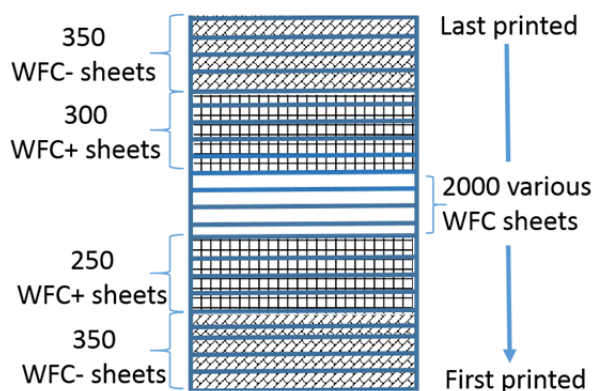 350
WFC- sheets
300
WFC+ sheets
250
WFC+ sheets
350
WFC- sheets
Last printed
2000 various
WFC sheets
First printed